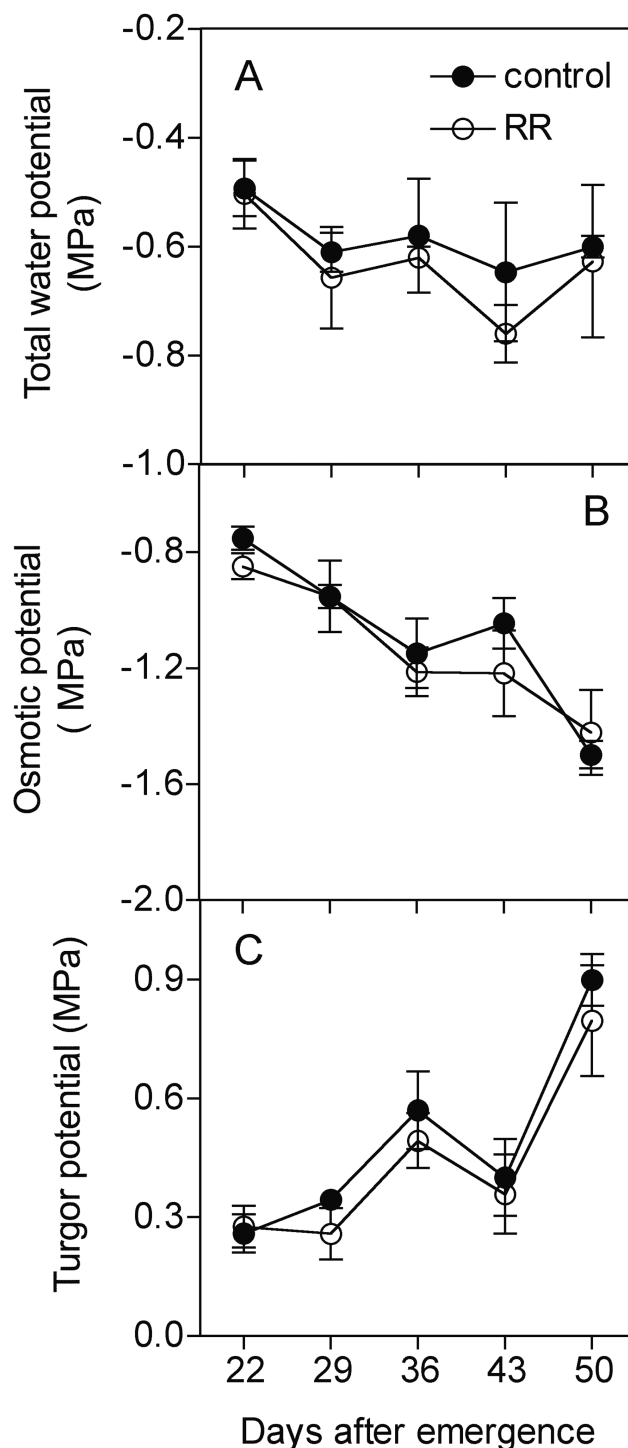 -0.2
A
control
RR
-0.4
-0.6
-0.8
-1.0
Total water potential
(MPa)
B
-0.8
-1.2
-1.6
-2.0
Osmotic potential
( MPa)
C
0.9
0.6
0.3
0.0
Turgor potential (MPa)
22 29 36 43 50
Days after emergence